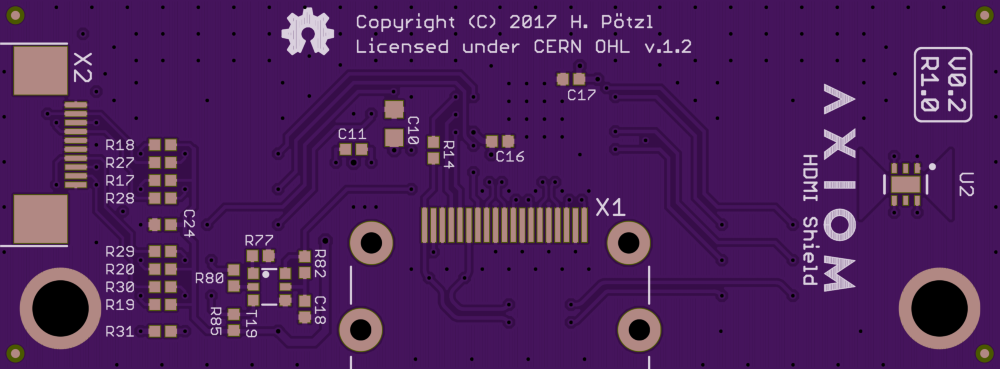 Copyright (C) 2017 H. Pötzl
Licensed under CERN OHL v.1.2
X2
V0.2
R1.0
C17
C10
C11
R14
C16
AXIOM
HDMI Shield
U2
R18
R27
R17
R28
C24
X1
R29
R20
R30
R19
R31
R77
R80
R82
R85
T19
C18